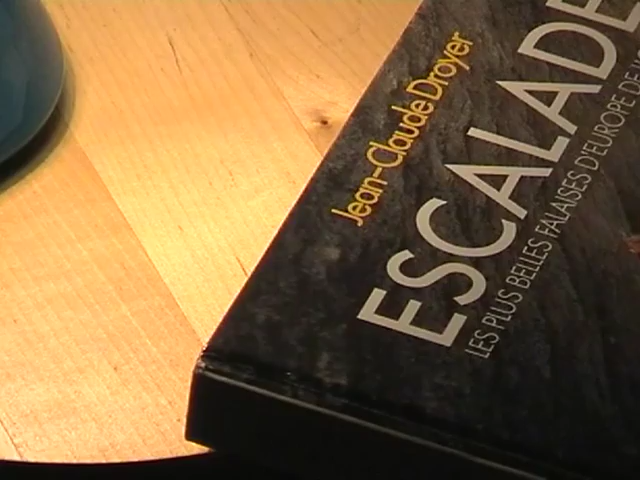 Jean-Claude Droyer
ESCALADE
LES PLUS BELLES FALAISES D'EUROPE DE